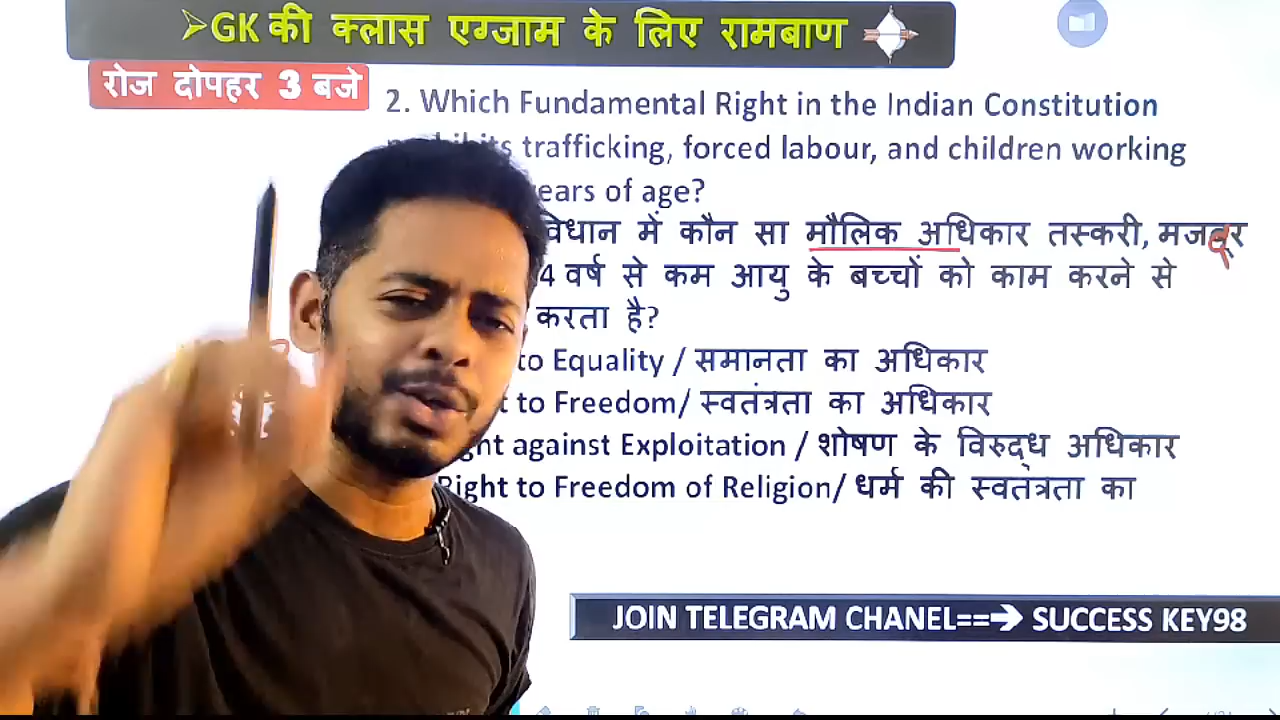 ➢GK की क्लास एग्जाम के लिए रामबाण
रोज दोपहर 3 बजे
2. Which Fundamental Right in the Indian Constitution
trafficking, forced labour, and children working
of age?
में कौन सा मौलिक अधिकार तस्करी, मजदूर
4 वर्ष से कम आयु के बच्चों को काम करने से
करता है?
to Equality / समानता का अधिकार
to Freedom/ स्वतंत्रता का अधिकार
against Exploitation / शोषण के विरुद्ध अधिकार
Right to Freedom of Religion/ धर्म की स्वतंत्रता का
JOIN TELEGRAM CHANEL==➔ SUCCESS KEY98